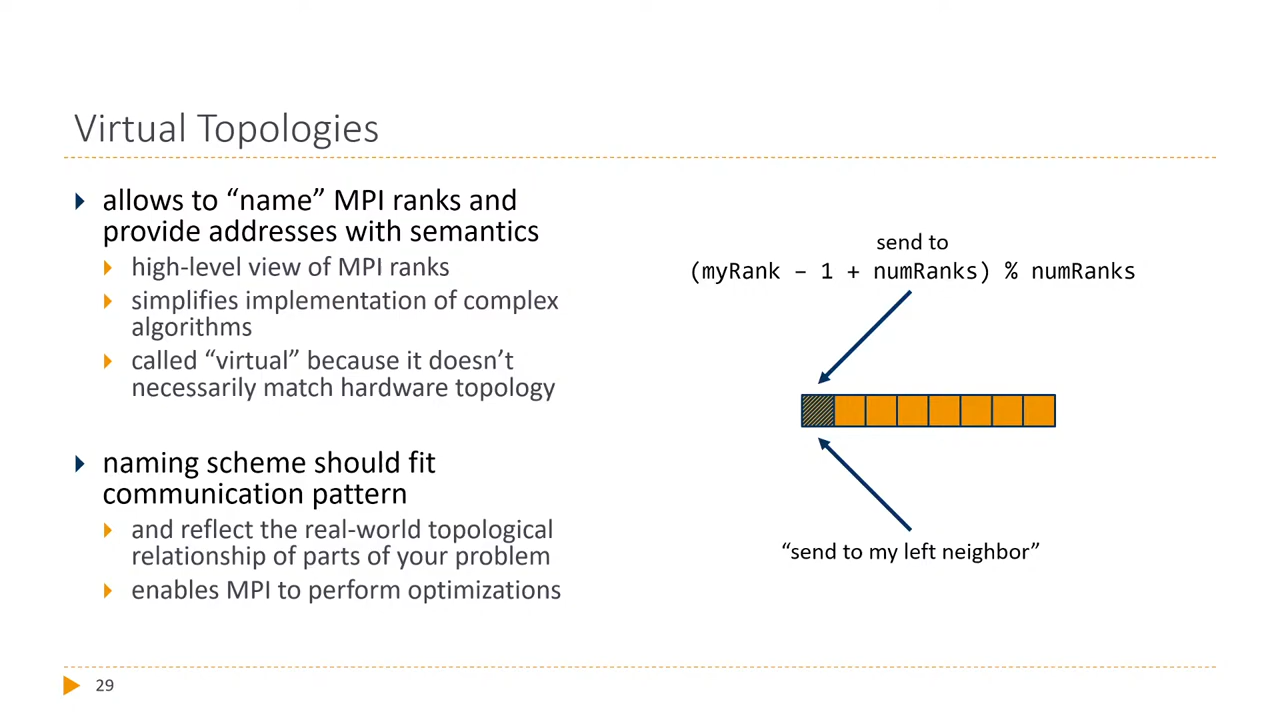 Virtual Topologies
allows to “name” MPI ranks and
provide addresses with semantics
high-level view of MPI ranks
simplifies implementation of complex
algorithms
called “virtual” because it doesn’t
necessarily match hardware topology
naming scheme should fit
communication pattern
and reflect the real-world topological
relationship of parts of your problem
enables MPI to perform optimizations
send to
(myRank – 1 + numRanks) % numRanks
“send to my left neighbor”
29